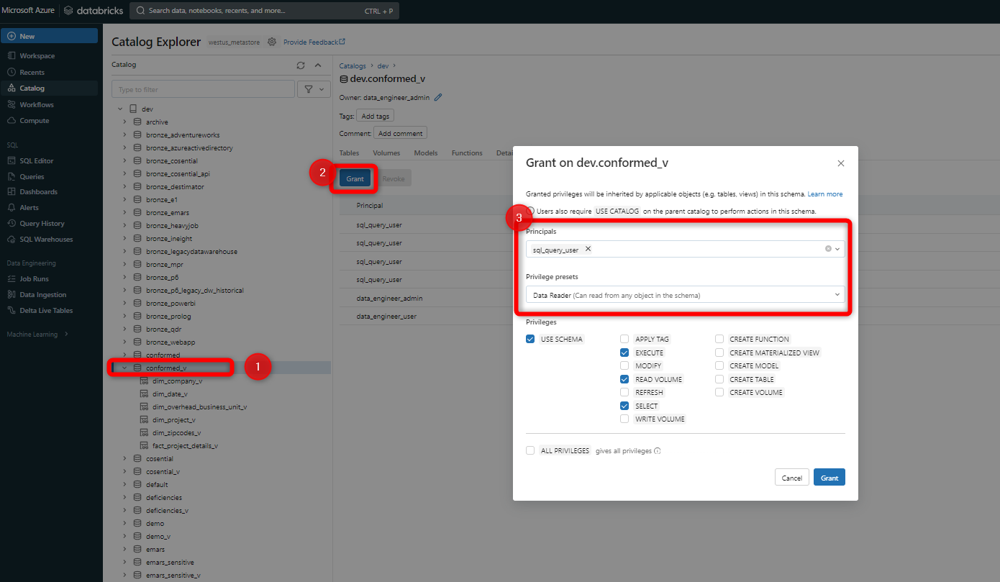 Microsoft Azure databricks Search data, notebooks, recents, and more... CTRL + P
New
Workspace
Recents
Catalog
Workflows
Compute
SQL
SQL Editor
Queries
Dashboards
Alerts
Query History
SQL Warehouses
Data Engineering
Job Runs
Data Ingestion
Delta Live Tables
Machine Learning
Catalog Explorer westus_metastore Provide Feedback
Catalog
Type to filter
dev
archive
bronze_adventureworks
bronze_azureactivedirectory
bronze_cosential
bronze_cosential_api
bronze_destimator
bronze_e1
bronze_emars
bronze_heavyjob
bronze_ineight
bronze_legacydatawarehouse
bronze_mpr
bronze_p6
bronze_p6_legacy_dw_historical
bronze_powerbi
bronze_prolog
bronze_qdr
bronze_webapp
conformed
conformed_v
1
dim_company_v
dim_date_v
dim_overhead_business_unit_v
dim_project_v
dim_zipcodes_v
fact_project_details_v
cosential
cosential_v
default
deficiencies
deficiencies_v
demo
demo_v
emars
emars_sensitive
emars_sensitive_v
Catalogs > dev >
dev.conformed_v
Owner: data_engineer_admin
Tags: Add tags
Comment: Add comment
Tables Volumes Models Functions Detai
2
Grant Revoke
Principal
sql_query_user
sql_query_user
sql_query_user
sql_query_user
data_engineer_admin
data_engineer_user
Grant on dev.conformed_v
Granted privileges will be inherited by applicable objects (e.g. tables, views) in this schema. Learn more
Users also require USE CATALOG on the parent catalog to perform actions in this schema.
3
Principals
sql_query_user
Privilege presets
Data Reader (Can read from any object in the schema)
Privileges
USE SCHEMA APPLY TAG CREATE FUNCTION
EXECUTE CREATE MATERIALIZED VIEW
MODIFY CREATE MODEL
READ VOLUME CREATE TABLE
REFRESH CREATE VOLUME
SELECT
WRITE VOLUME
ALL PRIVILEGES gives all privileges
Cancel Grant